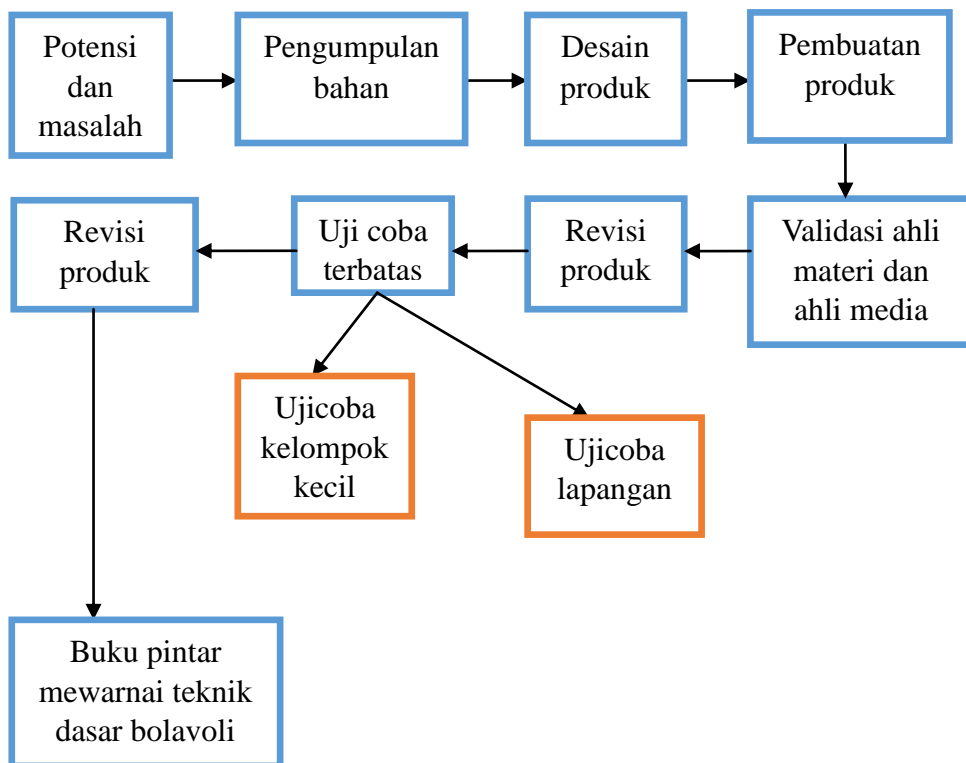 Potensi
dan
masalah
Pengumpulan
bahan
Desain
produk
Pembuatan
produk
Validasi ahli
materi dan
ahli media
Revisi
produk
Uji coba
terbatas
Revisi
produk
Ujicoba
kelompok
kecil
Ujicoba
lapangan
Buku pintar
mewarnai teknik
dasar bolavoli